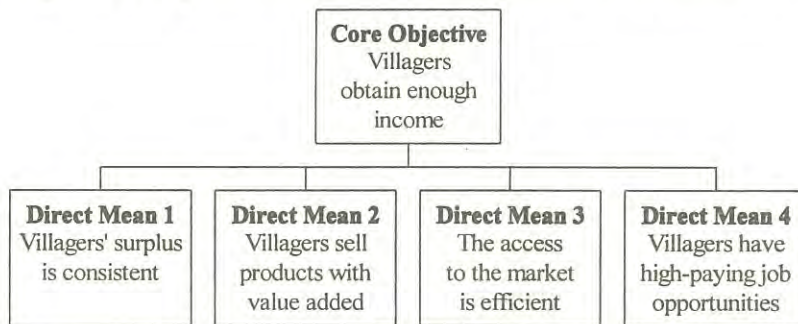 Core Objective
Villagers
obtain enough
income
Direct Mean 1
Villagers' surplus
is consistent
Direct Mean 2
Villagers sell
products with
value added
Direct Mean 3
The access
to the market
is efficient
Direct Mean 4
Villagers have
high-paying job
opportunities